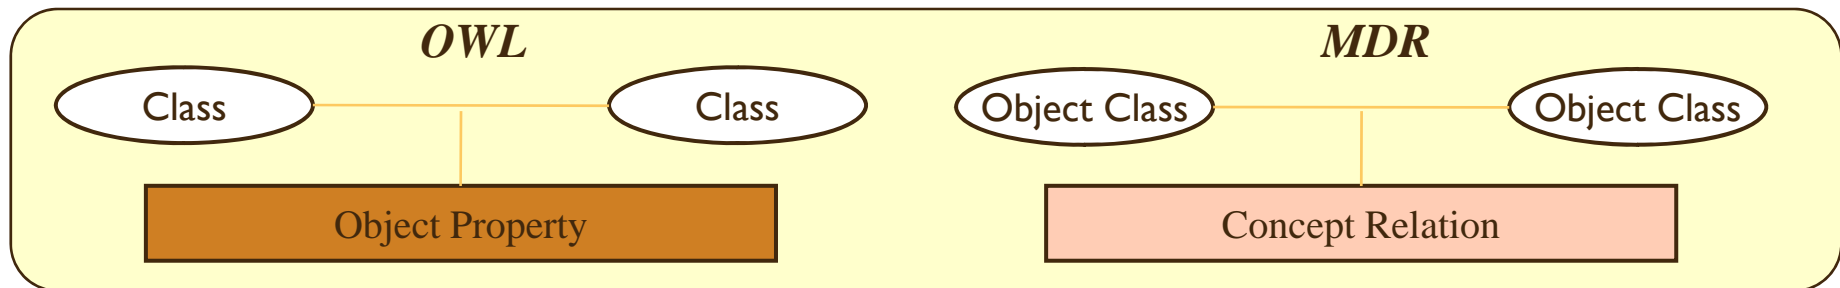 OWL
MDR
Class
Class
Object Class
Object Class
Object Property
Concept Relation